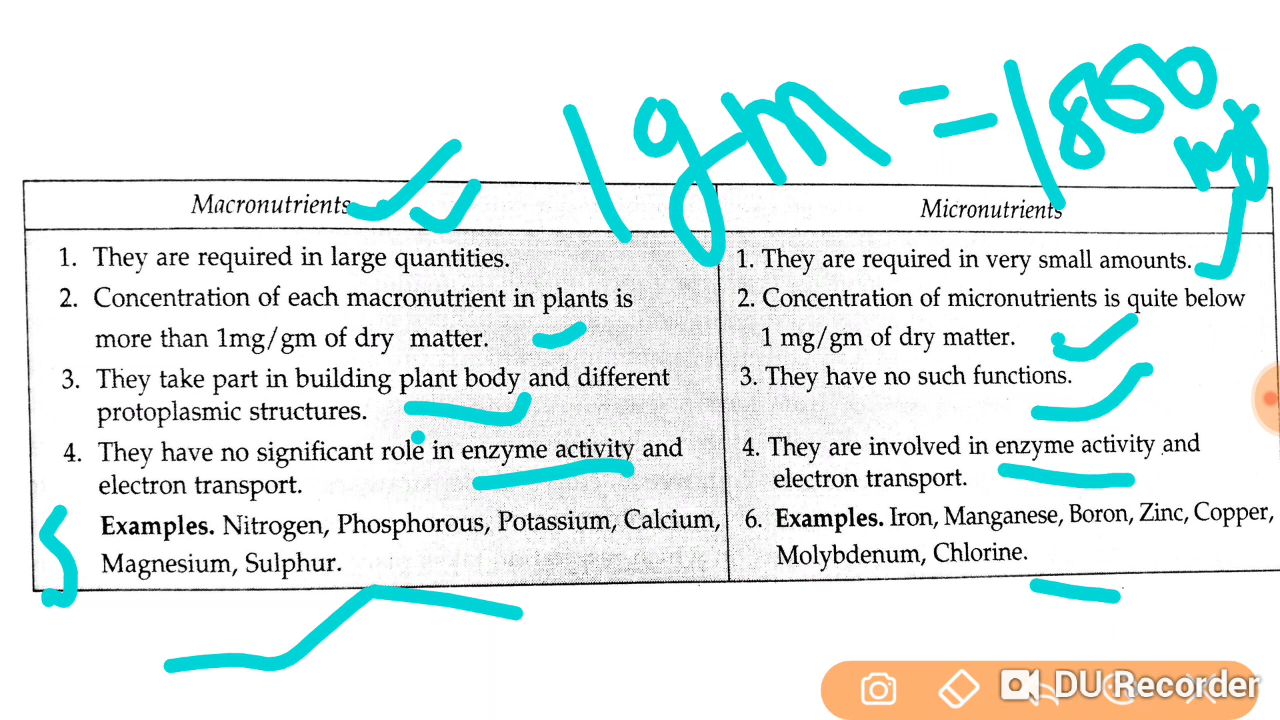 1gm = 1000
mg
Macronutrients
1. They are required in large quantities.
2. Concentration of each macronutrient in plants is
more than 1mg/gm of dry matter.
3. They take part in building plant body and different
protoplasmic structures.
4. They have no significant role in enzyme activity and
electron transport.
Examples. Nitrogen, Phosphorous, Potassium, Calcium,
Magnesium, Sulphur.
Micronutrients
1. They are required in very small amounts.
2. Concentration of micronutrients is quite below
1 mg/gm of dry matter.
3. They have no such functions.
4. They are involved in enzyme activity and
electron transport.
6. Examples. Iron, Manganese, Boron, Zinc, Copper,
Molybdenum, Chlorine.
DU Recorder